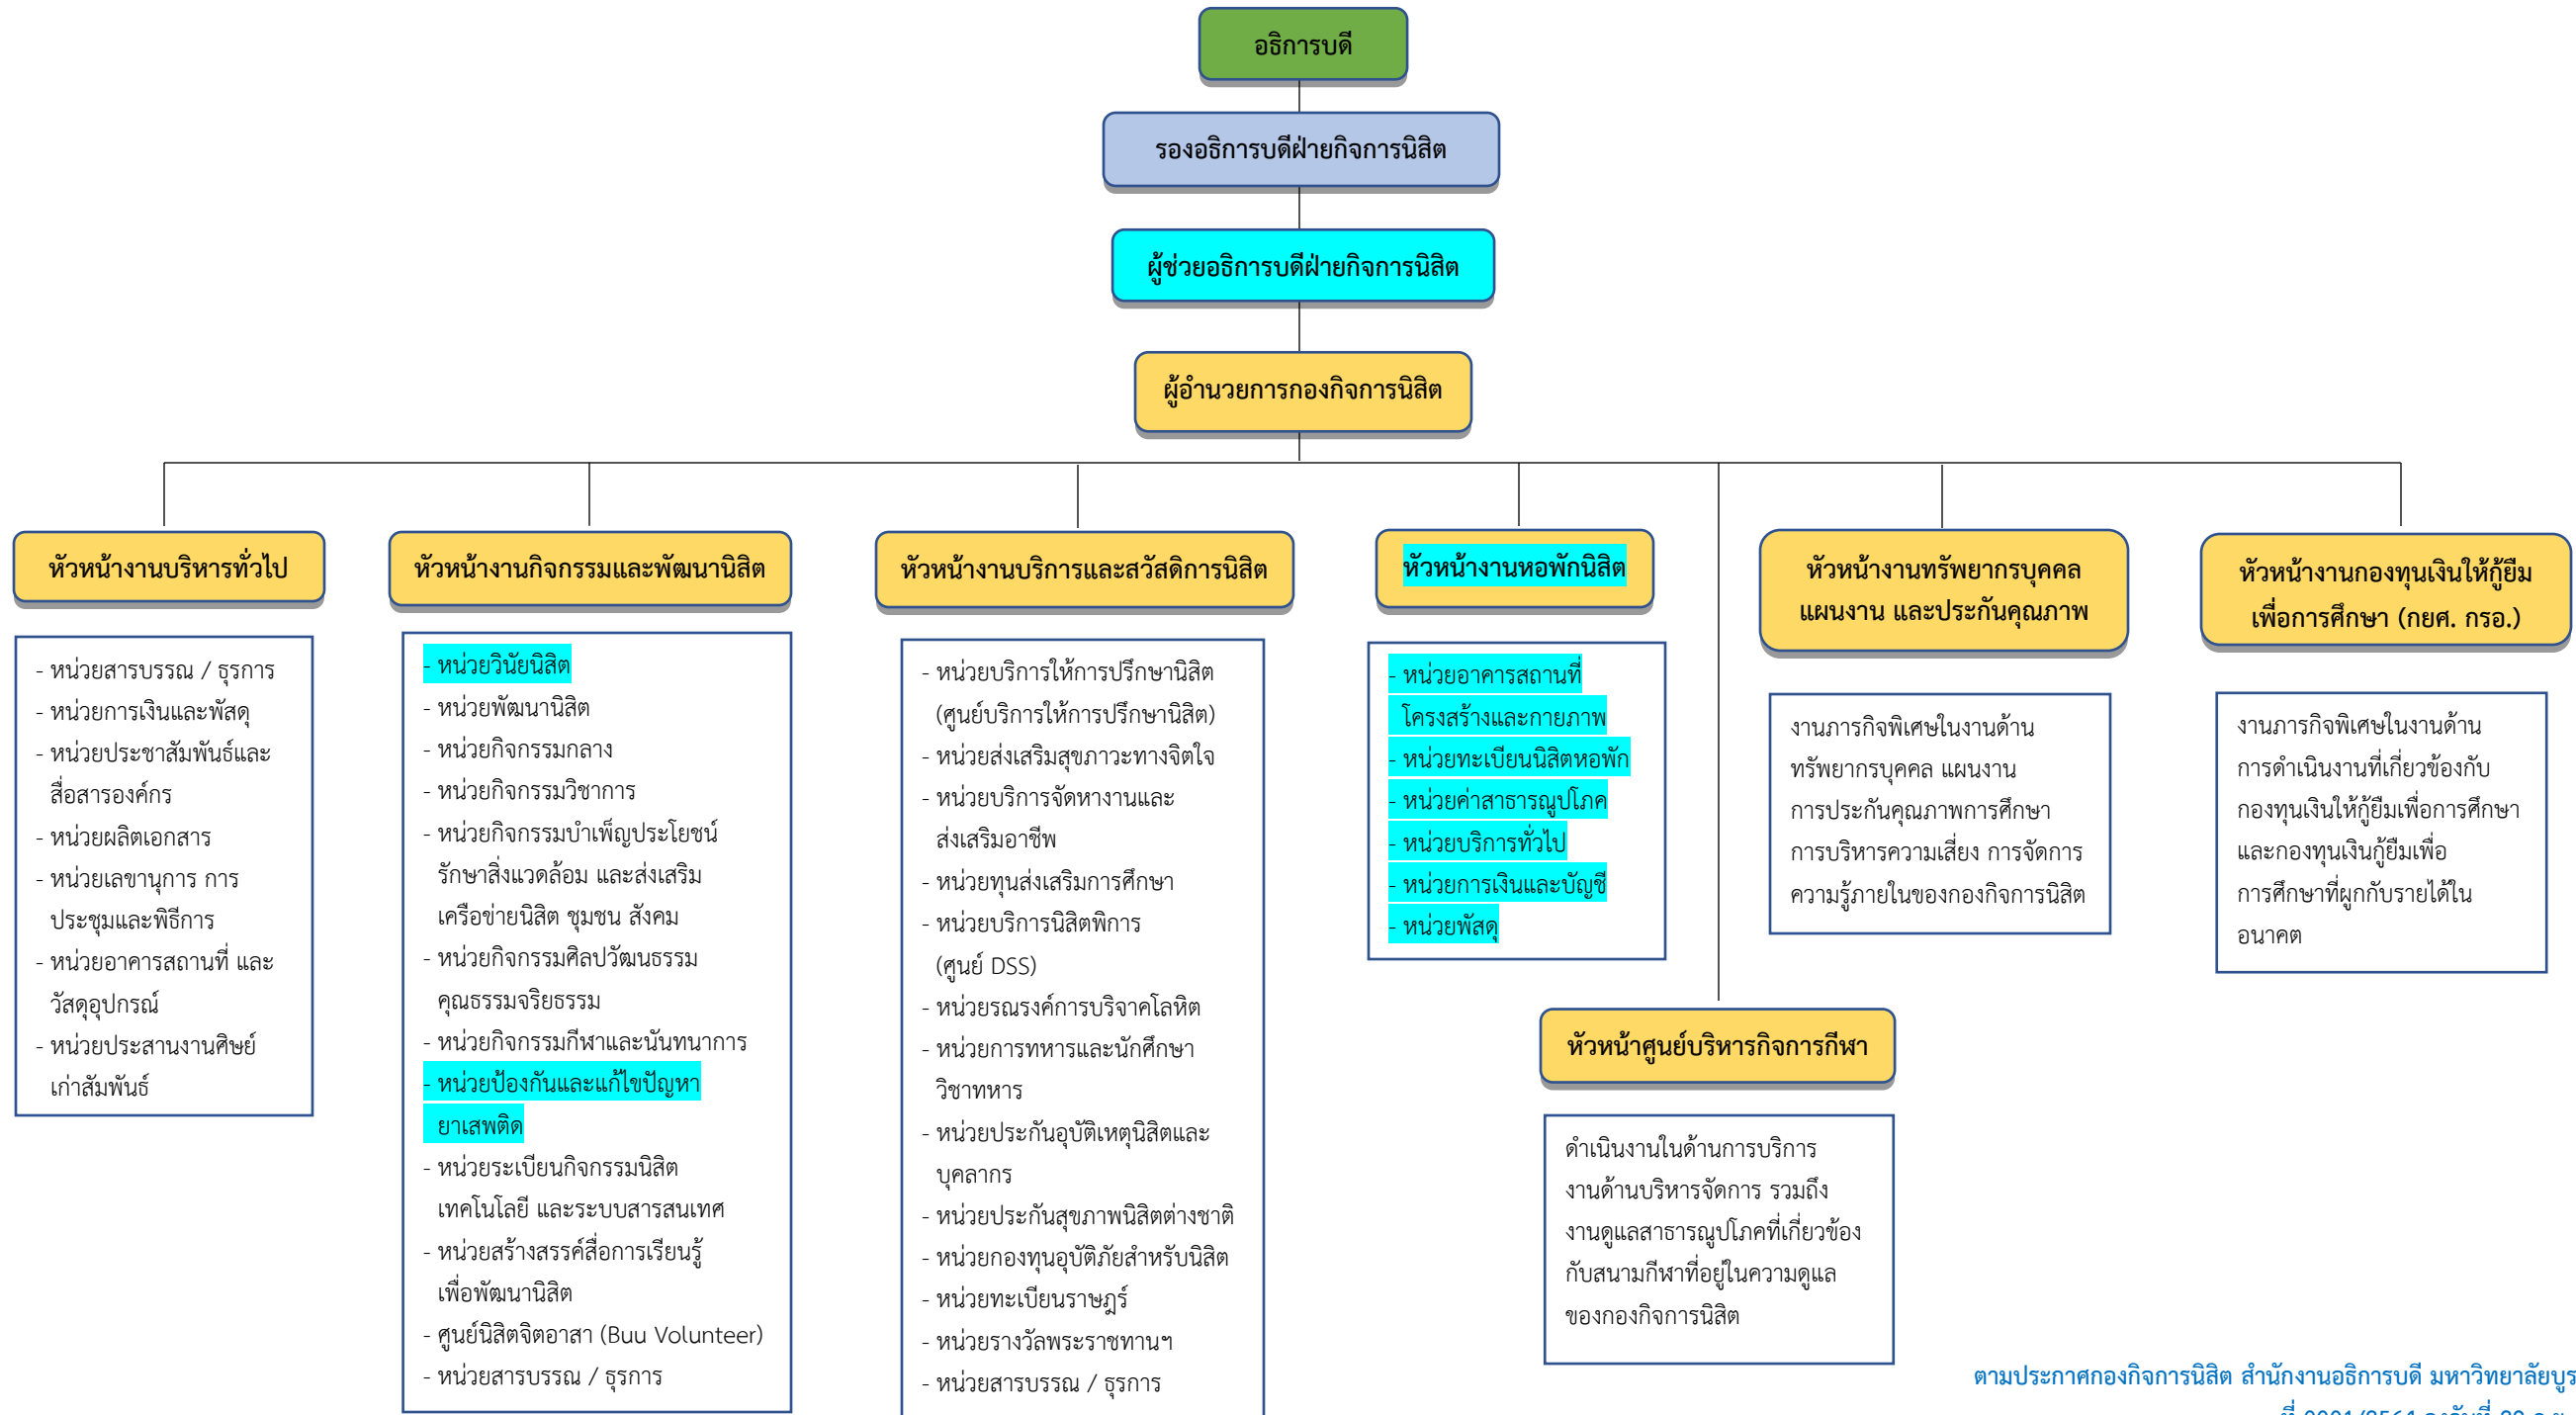 อธิการบดี
รองอธิการบดีฝ่ายกิจการนิสิต
ผู้ช่วยอธิการบดีฝ่ายกิจการนิสิต
ผู้อำนวยการกองกิจการนิสิต
หัวหน้างานบริหารทั่วไป
- หน่วยสารบรรณ / ธุรการ
- หน่วยการเงินและพัสดุ
- หน่วยประชาสัมพันธ์และ
สื่อสารองค์กร
- หน่วยผลิตเอกสาร
- หน่วยเลขานุการ การ
ประชุมและพิธีการ
- หน่วยอาคารสถานที่ และ
วัสดุอุปกรณ์
- หน่วยประสานงานศิษย์
เก่าสัมพันธ์
หัวหน้างานกิจกรรมและพัฒนานิสิต
- หน่วยวินัยนิสิต
- หน่วยพัฒนานิสิต
- หน่วยกิจกรรมกลาง
- หน่วยกิจกรรมวิชาการ
- หน่วยกิจกรรมบำเพ็ญประโยชน์
รักษาสิ่งแวดล้อม และส่งเสริม
เครือข่ายนิสิต ชุมชน สังคม
- หน่วยกิจกรรมศิลปวัฒนธรรม
คุณธรรมจริยธรรม
- หน่วยกิจกรรมกีฬาและนันทนาการ
- หน่วยป้องกันและแก้ไขปัญหา
ยาเสพติด
- หน่วยระเบียนกิจกรรมนิสิต
เทคโนโลยี และระบบสารสนเทศ
- หน่วยสร้างสรรค์สื่อการเรียนรู้
เพื่อพัฒนานิสิต
- ศูนย์นิสิตจิตอาสา (Buu Volunteer)
- หน่วยสารบรรณ / ธุรการ
หัวหน้างานบริการและสวัสดิการนิสิต
- หน่วยบริการให้การปรึกษานิสิต
(ศูนย์บริการให้การปรึกษานิสิต)
- หน่วยส่งเสริมสุขภาวะทางจิตใจ
- หน่วยบริการจัดหางานและ
ส่งเสริมอาชีพ
- หน่วยทุนส่งเสริมการศึกษา
- หน่วยบริการนิสิตพิการ
(ศูนย์ DSS)
- หน่วยรณรงค์การบริจาคโลหิต
- หน่วยการทหารและนักศึกษา
วิชาทหาร
- หน่วยประกันอุบัติเหตุนิสิตและ
บุคลากร
- หน่วยประกันสุขภาพนิสิตต่างชาติ
- หน่วยกองทุนอุบัติภัยสำหรับนิสิต
- หน่วยทะเบียนราษฎร์
- หน่วยรางวัลพระราชทานฯ
- หน่วยสารบรรณ / ธุรการ
หัวหน้างานหอพักนิสิต
- หน่วยอาคารสถานที่
โครงสร้างและกายภาพ
- หน่วยทะเบียนนิสิตหอพัก
- หน่วยค่าสาธารณูปโภค
- หน่วยบริการทั่วไป
- หน่วยการเงินและบัญชี
- หน่วยพัสดุ
หัวหน้าศูนย์บริหารกิจการกีฬา
ดำเนินงานในด้านการบริการ
งานด้านบริหารจัดการ รวมถึง
งานดูแลสาธารณูปโภคที่เกี่ยวข้อง
กับสนามกีฬาที่อยู่ในความดูแล
ของกองกิจการนิสิต
หัวหน้างานทรัพยากรบุคคล
แผนงาน และประกันคุณภาพ
งานภารกิจพิเศษในงานด้าน
ทรัพยากรบุคคล แผนงาน
การประกันคุณภาพการศึกษา
การบริหารความเสี่ยง การจัดการ
ความรู้ภายในของกองกิจการนิสิต
หัวหน้างานกองทุนเงินให้กู้ยืม
เพื่อการศึกษา (กยศ. กรอ.)
งานภารกิจพิเศษในงานด้าน
การดำเนินงานที่เกี่ยวข้องกับ
กองทุนเงินให้กู้ยืมเพื่อการศึกษา
และกองทุนเงินกู้ยืมเพื่อ
การศึกษาที่ผูกกับรายได้ใน
อนาคต
ตามประกาศกองกิจการนิสิต สำนักงานอธิการบดี มหาวิทยาลัยบูร